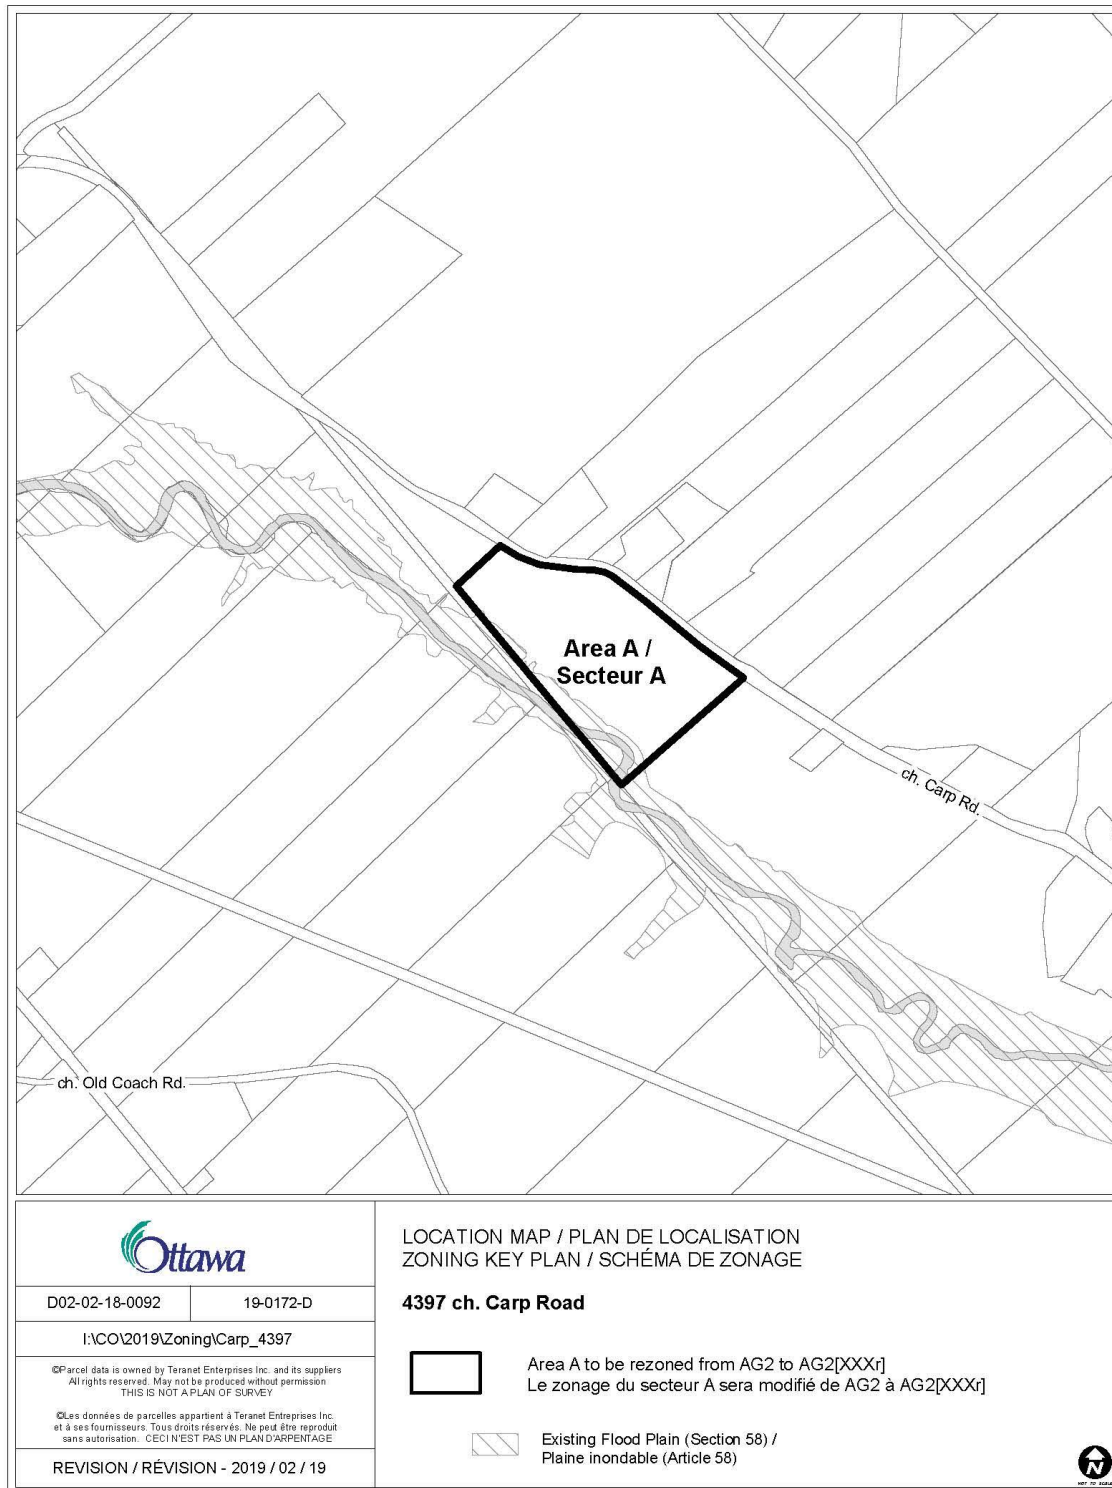 Area A /
Secteur A
ch. Carp Rd.
ch. Old Coach Rd.
Ottawa
D02-02-18-0092
19-0172-D
I:\CO\2019\Zoning\Carp_4397
©Parcel data is owned by Teranet Enterprises Inc. and its suppliers
All rights reserved. May not be produced without permission
THIS IS NOT A PLAN OF SURVEY
©Les données de parcelles appartient à Teranet Entreprises Inc.
et à ses fournisseurs. Tous droits réservés. Ne peut être reproduit
sans autorisation. CECI N'EST PAS UN PLAN D'ARPENTAGE
REVISION / RÉVISION - 2019 / 02 / 19
LOCATION MAP / PLAN DE LOCALISATION
ZONING KEY PLAN / SCHÉMA DE ZONAGE
4397 ch. Carp Road
Area A to be rezoned from AG2 to AG2[XXXr]
Le zonage du secteur A sera modifié de AG2 à AG2[XXXr]
Existing Flood Plain (Section 58) /
Plaine inondable (Article 58)
N
NOT TO SCALE